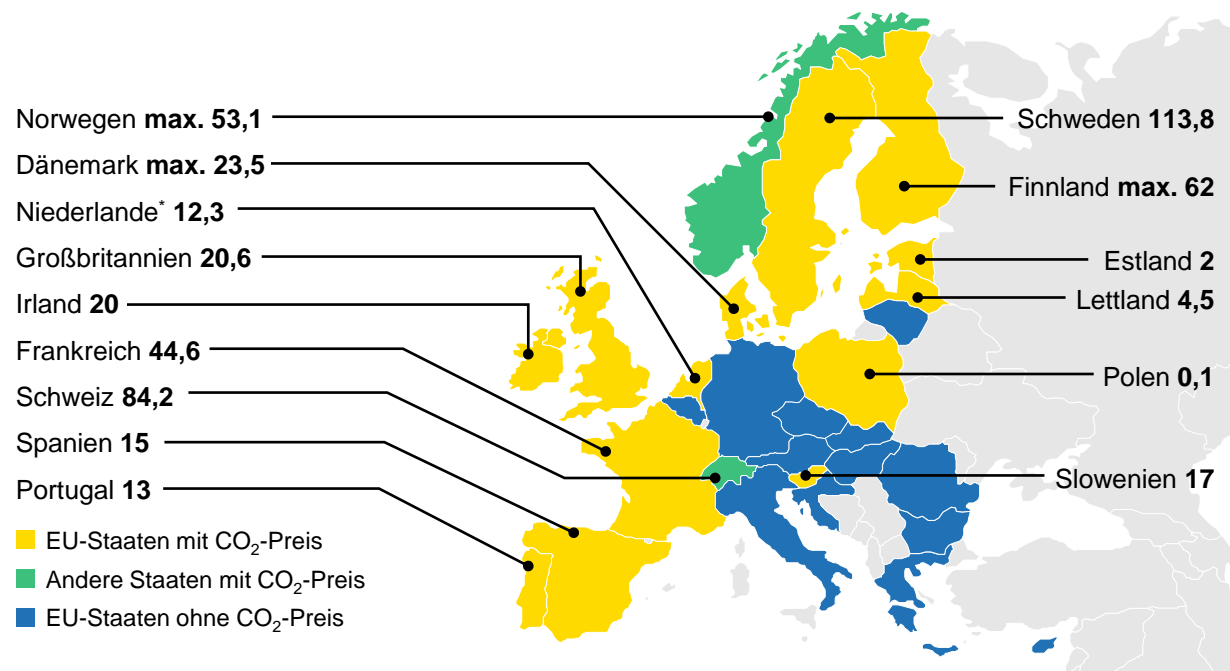 Norwegen max. 53,1
Dänemark max. 23,5
Niederlande* 12,3
Großbritannien 20,6
Irland 20
Frankreich 44,6
Schweiz 84,2
Spanien 15
Portugal 13
Schweden 113,8
Finnland max. 62
Estland 2
Lettland 4,5
Polen 0,1
Slowenien 17
EU-Staaten mit CO₂-Preis
Andere Staaten mit CO₂-Preis
EU-Staaten ohne CO₂-Preis